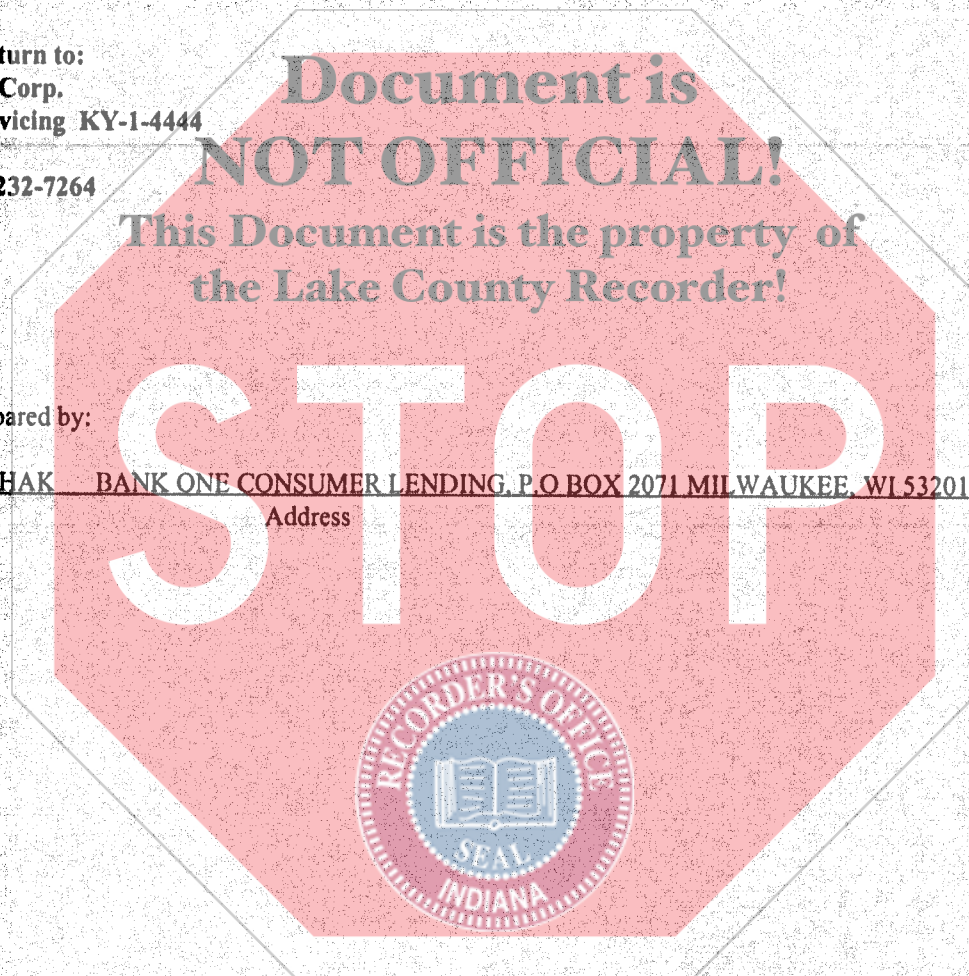 turn to:
Corp.
vicing KY-1-4444
232-7264
Document is
NOT OFFICIAL!
This Document is the property of
the Lake County Recorder!
pared by:
HAK BANK ONE CONSUMER LENDING, P.O BOX 2071 MILWAUKEE, WI 53201
Address
STOP
RECORDER'S OFFICE
SEAL
INDIANA